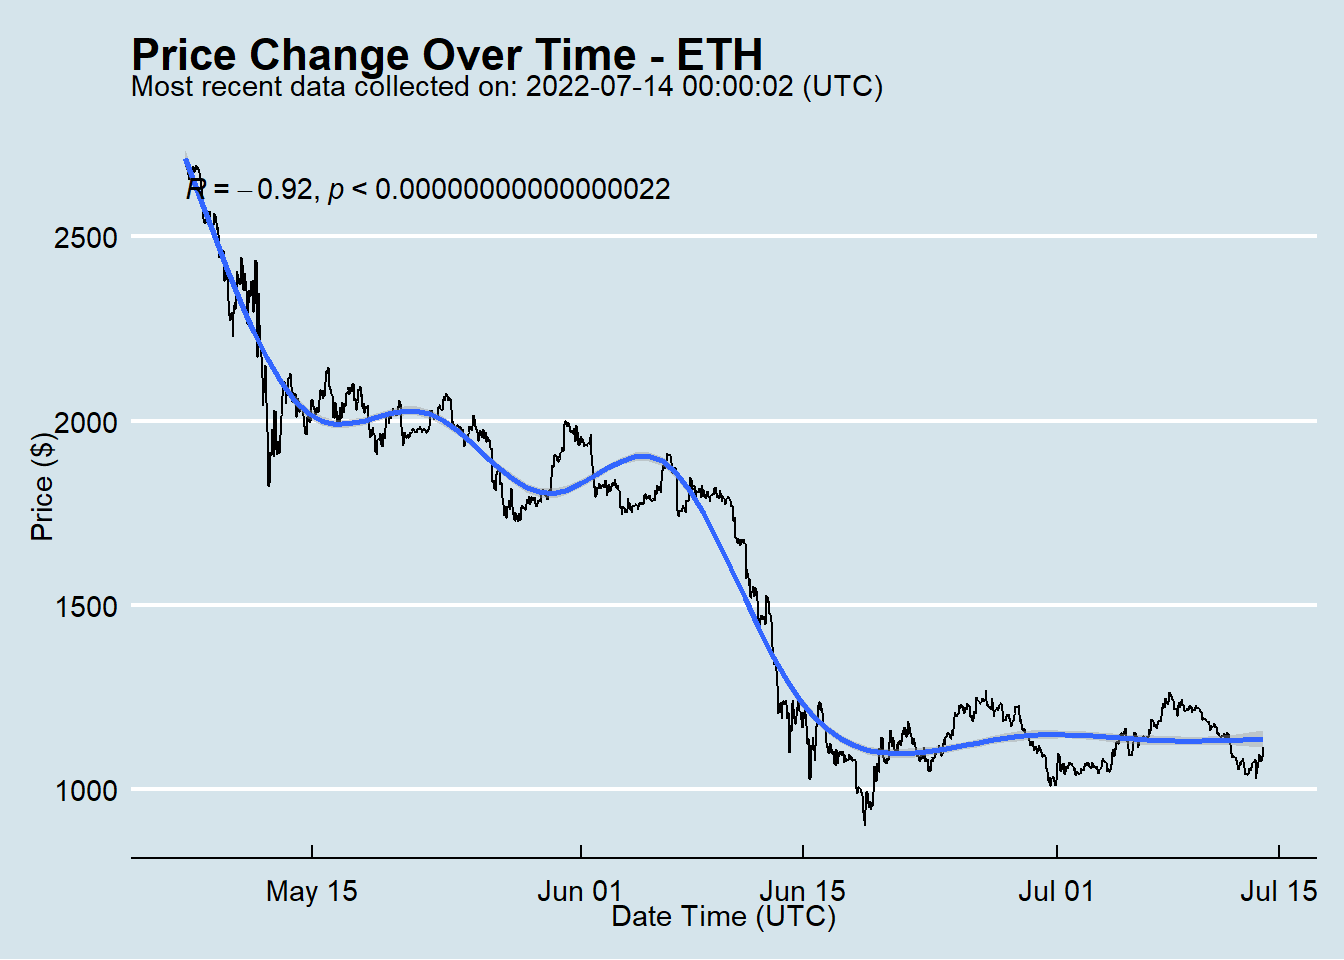 Price Change Over Time - ETH
Most recent data collected on: 2022-07-14 00:00:02 (UTC)
R = −0.92, p < 0.00000000000000022
2500
2000
1500
1000
Price ($)
May 15 Jun 01 Jun 15 Jul 01 Jul 15
Date Time (UTC)